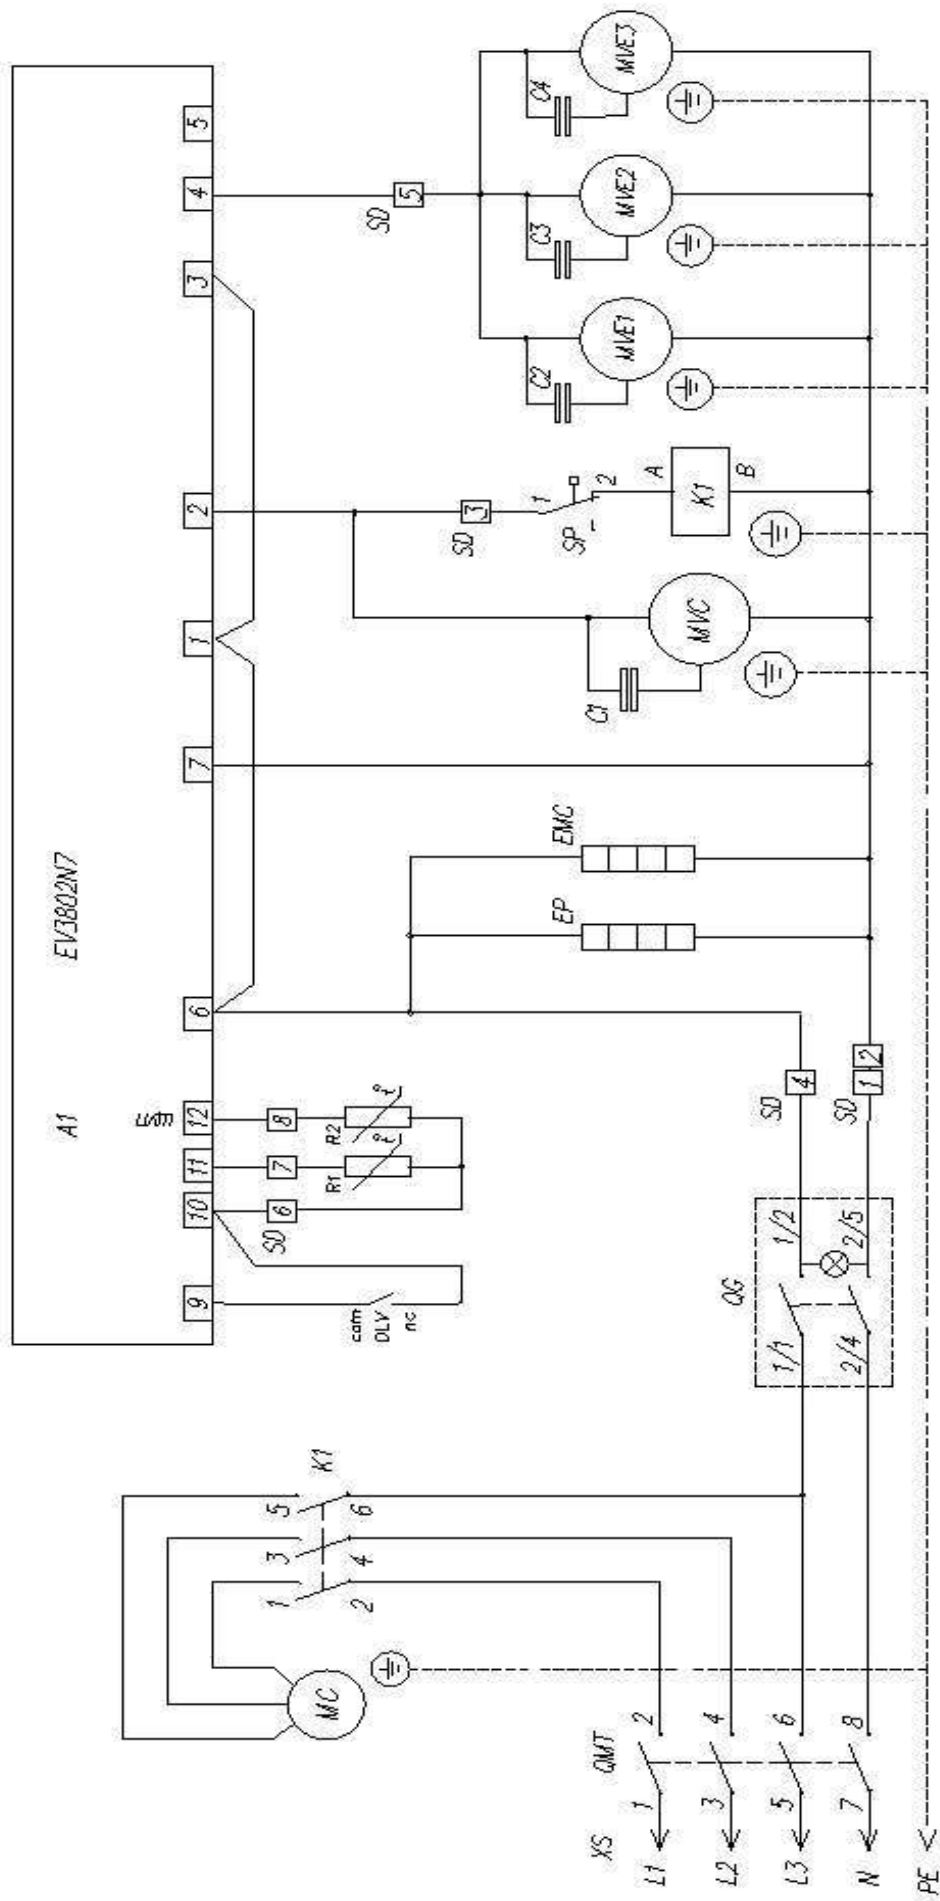 A1
EV3802N7
9
10
11
12
6
7
1
2
3
4
5
SD
6
7
8
R1
R2
t°
t°
com
DLV
nc
EP
EMC
C1
MVC
SD
3
1
SP
2
A
K1
B
SD
5
C2
MVE1
C3
MVE2
C4
MVE3
MC
K1
1
3
5
2
4
6
QG
1/1
1/2
2/4
2/5
SD
4
SD
1
2
XS
QMT
L1
1
2
L2
3
4
L3
5
6
N
7
8
PE